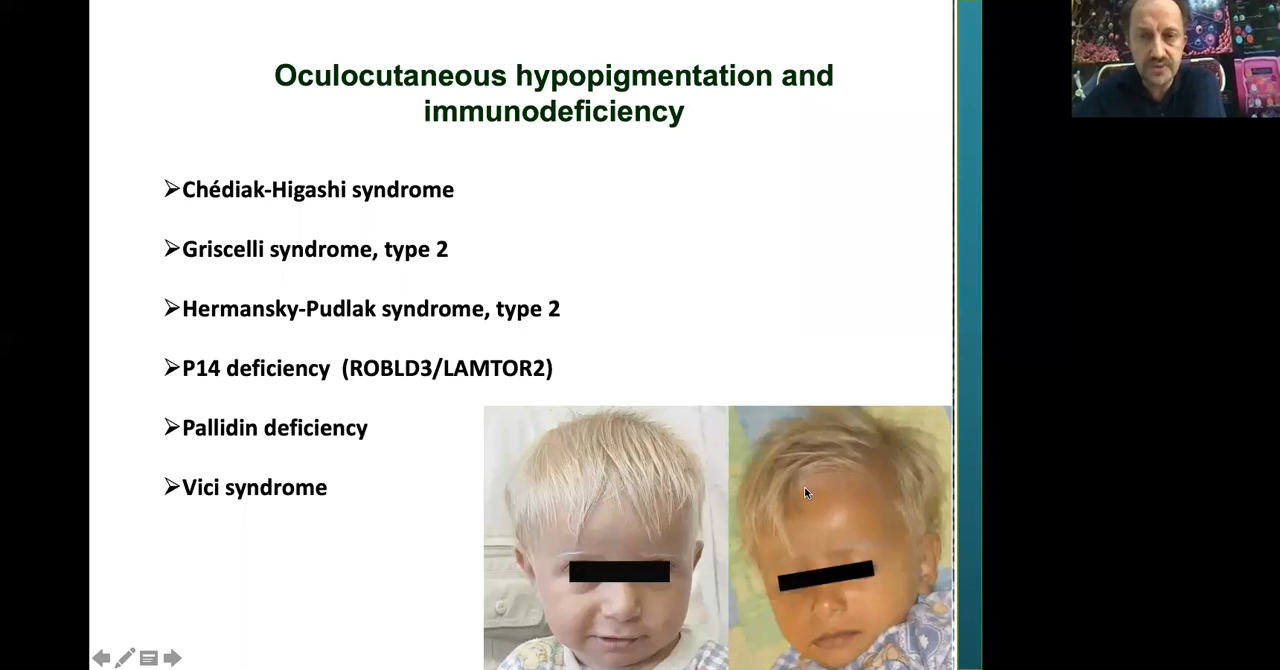 Oculocutaneous hypopigmentation and
immunodeficiency
➢Chédiak-Higashi syndrome
➢Griscelli syndrome, type 2
➢Hermansky-Pudlak syndrome, type 2
➢P14 deficiency (ROBLD3/LAMTOR2)
➢Pallidin deficiency
➢Vici syndrome